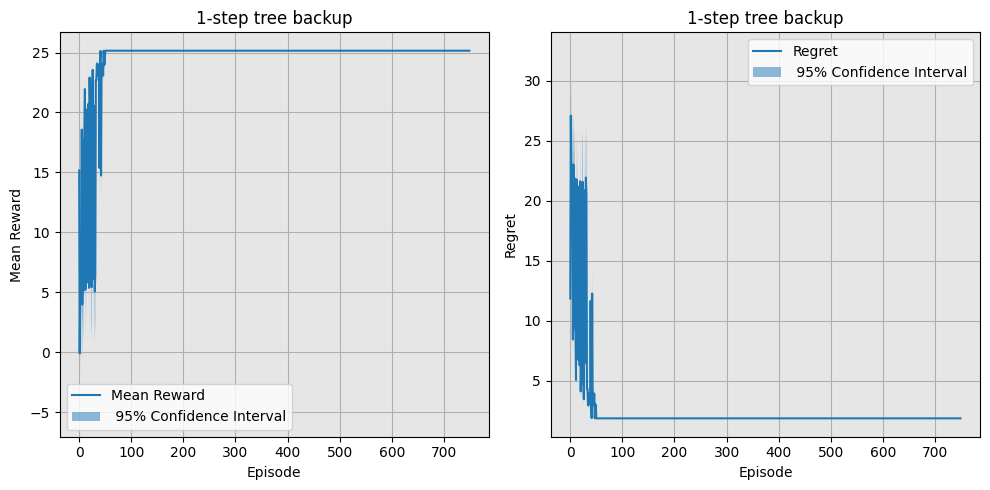 1-step tree backup
25
20
15
10
5
0
−5
Mean Reward
Mean Reward
95% Confidence Interval
0 100 200 300 400 500 600 700
Episode
1-step tree backup
Regret
95% Confidence Interval
30
25
20
15
10
5
Regret
0 100 200 300 400 500 600 700
Episode